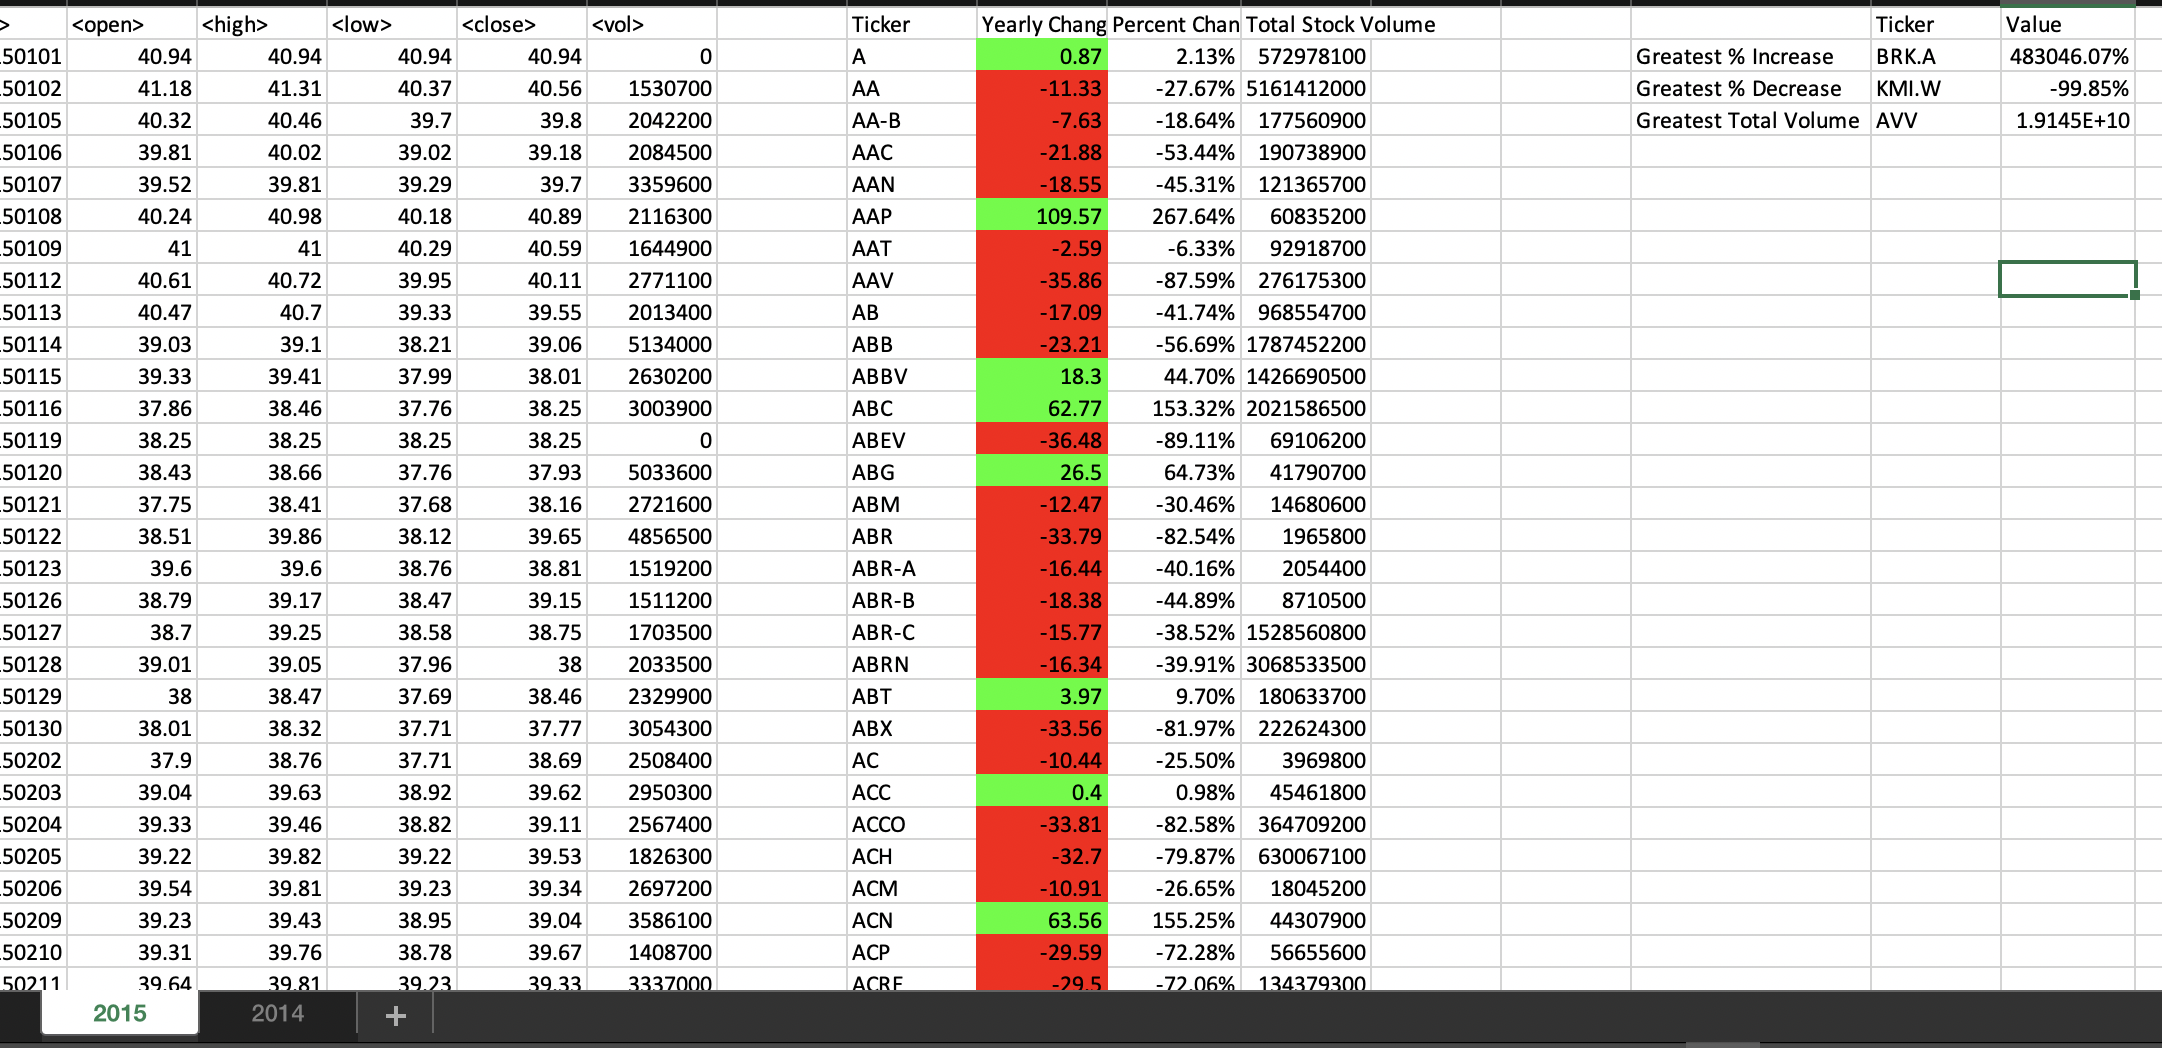 > <open> <high> <low> <close> <vol> Ticker Yearly Chang Percent Chan Total Stock Volume Ticker Value
50101 40.94 40.94 40.94 40.94 0 A 0.87 2.13% 572978100 Greatest % Increase BRK.A 483046.07%
50102 41.18 41.31 40.37 40.56 1530700 AA -11.33 -27.67% 5161412000 Greatest % Decrease KMI.W -99.85%
50105 40.32 40.46 39.7 39.8 2042200 AA-B -7.63 -18.64% 177560900 Greatest Total Volume AVV 1.9145E+10
50106 39.81 40.02 39.02 39.18 2084500 AAC -21.88 -53.44% 190738900
50107 39.52 39.81 39.29 39.7 3359600 AAN -18.55 -45.31% 121365700
50108 40.24 40.98 40.18 40.89 2116300 AAP 109.57 267.64% 60835200
50109 41 41 40.29 40.59 1644900 AAT -2.59 -6.33% 92918700
50112 40.61 40.72 39.95 40.11 2771100 AAV -35.86 -87.59% 276175300
50113 40.47 40.7 39.33 39.55 2013400 AB -17.09 -41.74% 968554700
50114 39.03 39.1 38.21 39.06 5134000 ABB -23.21 -56.69% 1787452200
50115 39.33 39.41 37.99 38.01 2630200 ABBV 18.3 44.70% 1426690500
50116 37.86 38.46 37.76 38.25 3003900 ABC 62.77 153.32% 2021586500
50119 38.25 38.25 38.25 38.25 0 ABEV -36.48 -89.11% 69106200
50120 38.43 38.66 37.76 37.93 5033600 ABG 26.5 64.73% 41790700
50121 37.75 38.41 37.68 38.16 2721600 ABM -12.47 -30.46% 14680600
50122 38.51 39.86 38.12 39.65 4856500 ABR -33.79 -82.54% 1965800
50123 39.6 39.6 38.76 38.81 1519200 ABR-A -16.44 -40.16% 2054400
50126 38.79 39.17 38.47 39.15 1511200 ABR-B -18.38 -44.89% 8710500
50127 38.7 39.25 38.58 38.75 1703500 ABR-C -15.77 -38.52% 1528560800
50128 39.01 39.05 37.96 38 2033500 ABRN -16.34 -39.91% 3068533500
50129 38 38.47 37.69 38.46 2329900 ABT 3.97 9.70% 180633700
50130 38.01 38.32 37.71 37.77 3054300 ABX -33.56 -81.97% 222624300
50202 37.9 38.76 37.71 38.69 2508400 AC -10.44 -25.50% 3969800
50203 39.04 39.63 38.92 39.62 2950300 ACC 0.4 0.98% 45461800
50204 39.33 39.46 38.82 39.11 2567400 ACCO -33.81 -82.58% 364709200
50205 39.22 39.82 39.22 39.53 1826300 ACH -32.7 -79.87% 630067100
50206 39.54 39.81 39.23 39.34 2697200 ACM -10.91 -26.65% 18045200
50209 39.23 39.43 38.95 39.04 3586100 ACN 63.56 155.25% 44307900
50210 39.31 39.76 38.78 39.67 1408700 ACP -29.59 -72.28% 56655600
50211 39.64 39.81 39.23 39.33 3337000 ACRE -29.5 -72.06% 134379300
2015 2014 +